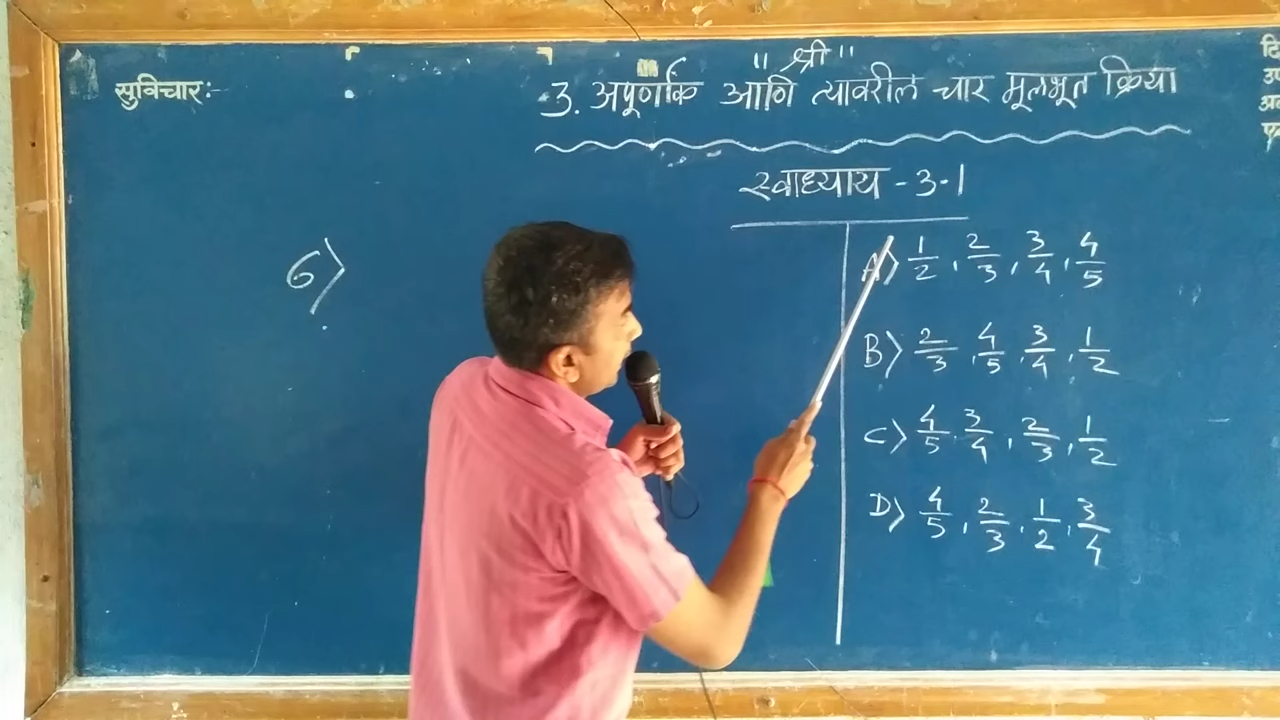 "श्री"
सुविचार:-
3. अपूर्णांक आणि त्यावरील चार मूलभूत क्रिया
स्वाध्याय - 3.1
6)
A) 1/2, 2/3, 3/4, 4/5
B) 2/3, 4/5, 3/4, 1/2
C) 4/5, 3/4, 2/3, 1/2
D) 4/5, 2/3, 1/2, 3/4